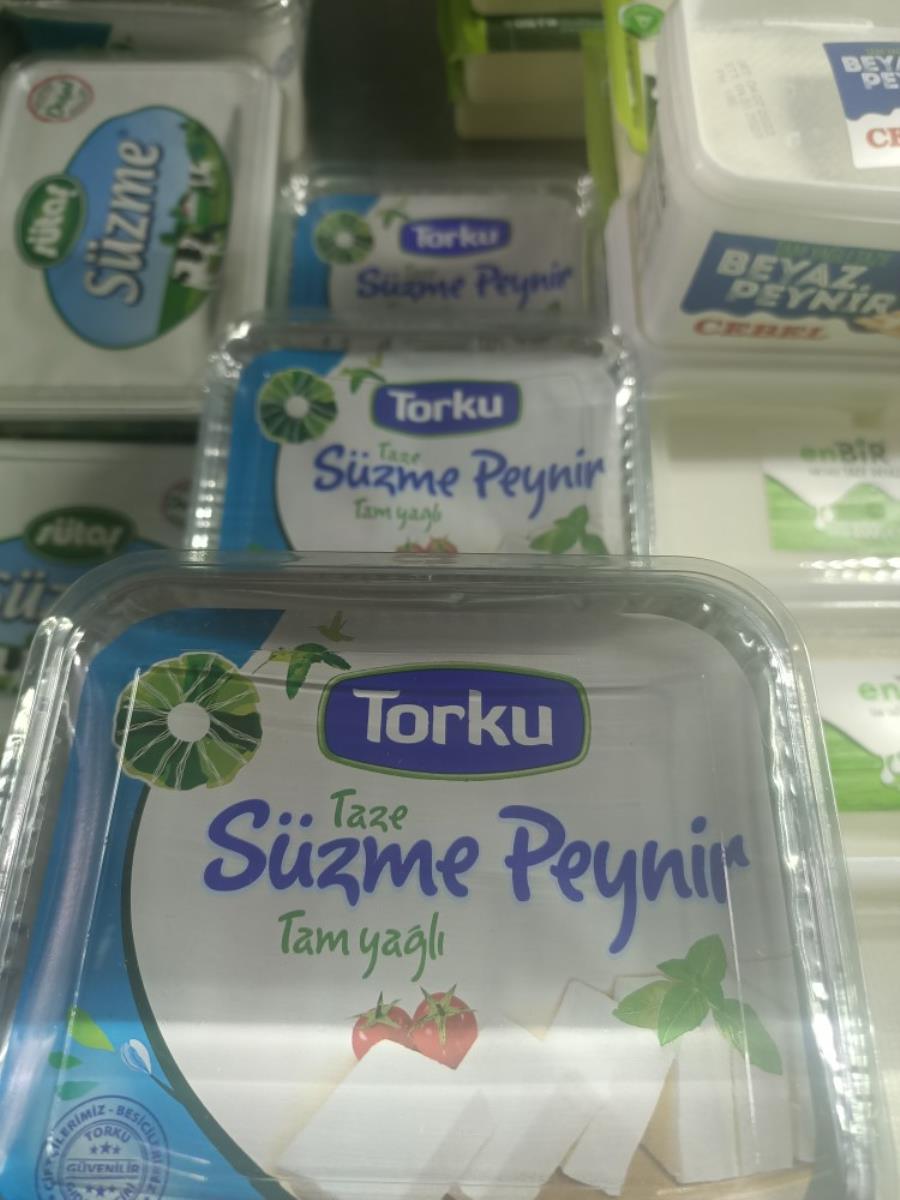 Sütaş
Süzme
Torku
Süzme Peynir
BEYAZ
PEYNİR
CEBEL
Torku
Taze
Süzme Peynir
Tam yağlı
enBİR
Sütaş
Torku
Taze
Süzme Peynir
Tam yağlı
TORKU
GÜVENİLİR